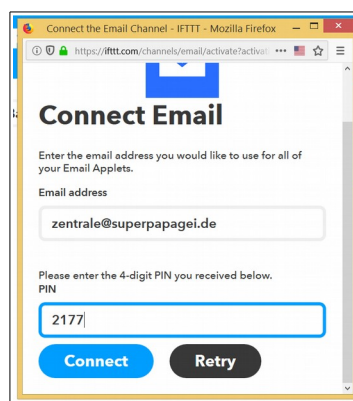 Connect the Email Channel - IFTTT - Mozilla Firefox
https://ifttt.com/channels/email/activate?activat
Connect Email
Enter the email address you would like to use for all of
your Email Applets.
Email address
zentrale@superpapagei.de
Please enter the 4-digit PIN you received below.
PIN
2177
Connect
Retry